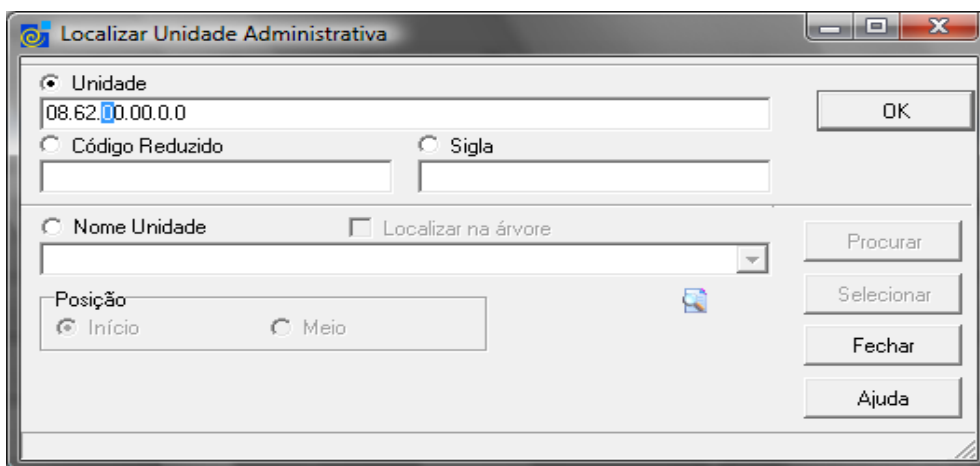 Localizar Unidade Administrativa
Unidade
08.62.00.00.0.0
OK
Código Reduzido Sigla
Nome Unidade Localizar na árvore
Procurar
Posição
Selecionar
Início Meio
Fechar
Ajuda